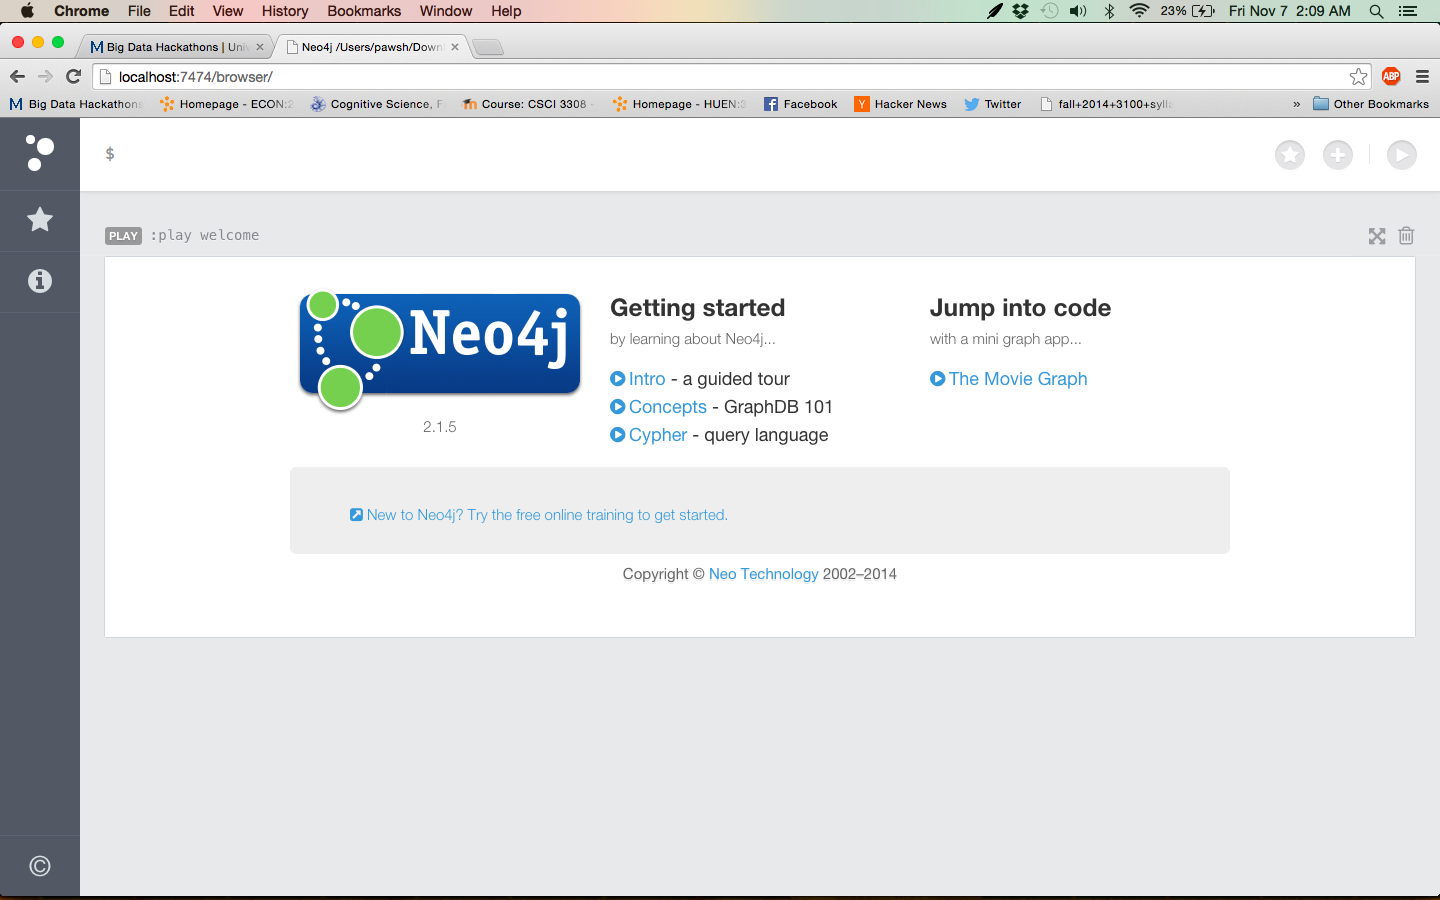 Chrome File Edit View History Bookmarks Window Help 23% Fri Nov 7 2:09 AM
Big Data Hackathons | Univ Neo4j /Users/pawsh/Down
localhost:7474/browser/
Big Data Hackathons Homepage - ECON:2 Cognitive Science, F Course: CSCI 3308 - Homepage - HUEN:3 Facebook Hacker News Twitter fall+2014+3100+sylla » Other Bookmarks
ABP
$
PLAY :play welcome
Neo4j
2.1.5
Getting started
by learning about Neo4j...
Intro - a guided tour
Concepts - GraphDB 101
Cypher - query language
Jump into code
with a mini graph app...
The Movie Graph
New to Neo4j? Try the free online training to get started.
Copyright © Neo Technology 2002–2014
©